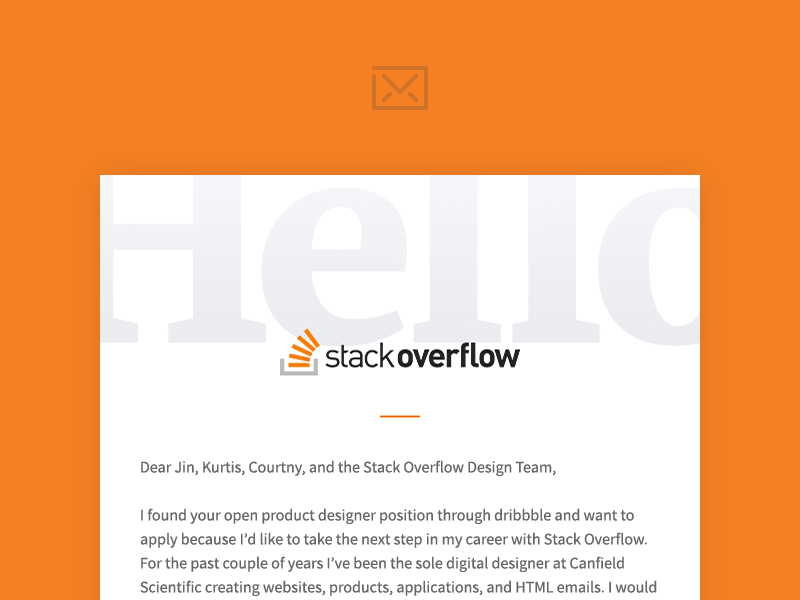 Hello
stackoverflow
Dear Jin, Kurtis, Courtny, and the Stack Overflow Design Team,
I found your open product designer position through dribbble and want to
apply because I’d like to take the next step in my career with Stack Overflow.
For the past couple of years I’ve been the sole digital designer at Canfield
Scientific creating websites, products, applications, and HTML emails. I would